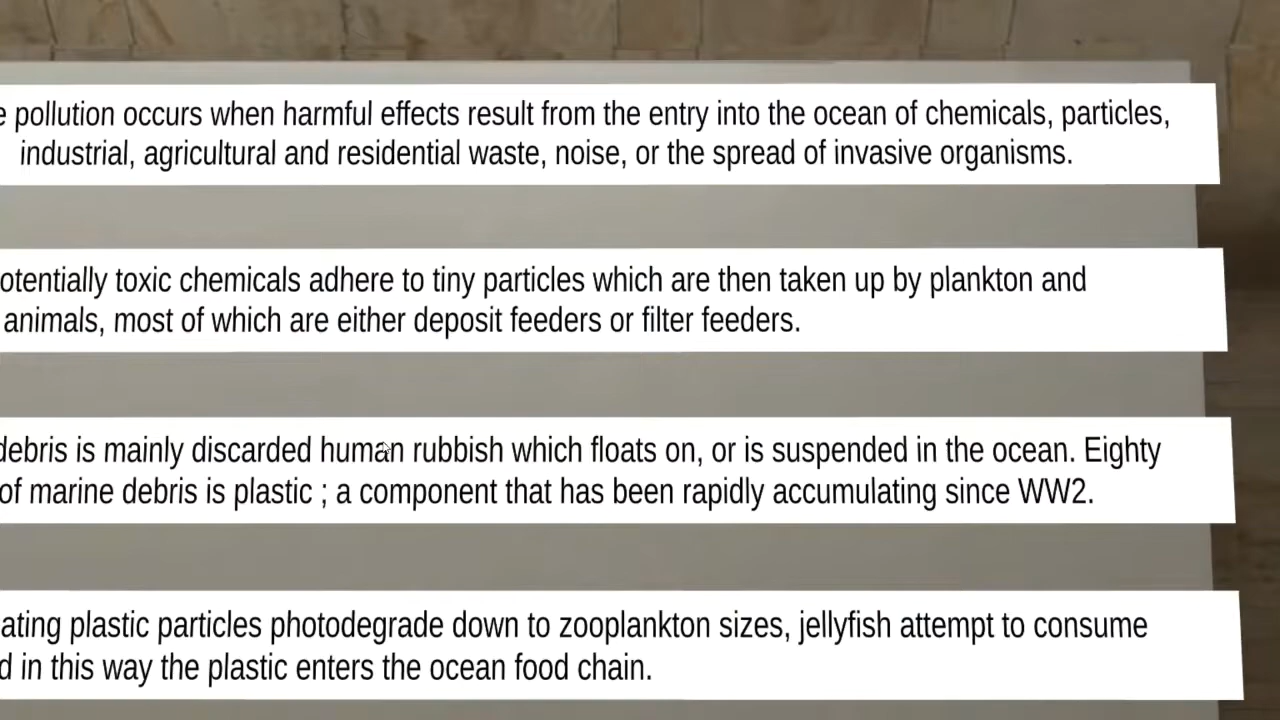 pollution occurs when harmful effects result from the entry into the ocean of chemicals, particles,
industrial, agricultural and residential waste, noise, or the spread of invasive organisms.
toxic chemicals adhere to tiny particles which are then taken up by plankton and
animals, most of which are either deposit feeders or filter feeders.
debris is mainly discarded human rubbish which floats on, or is suspended in the ocean. Eighty
of marine debris is plastic ; a component that has been rapidly accumulating since WW2.
plastic particles photodegrade down to zooplankton sizes, jellyfish attempt to consume
in this way the plastic enters the ocean food chain.